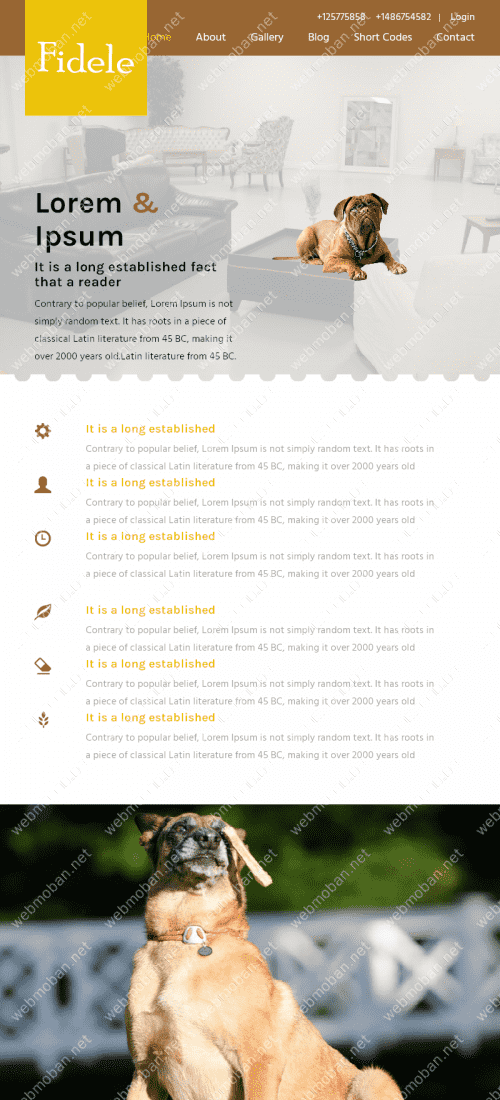 +125775858 +1486754582 | Login
Fidele
Home About Gallery Blog Short Codes Contact
Lorem &
Ipsum
It is a long established fact
that a reader
Contrary to popular belief, Lorem Ipsum is not
simply random text. It has roots in a piece of
classical Latin literature from 45 BC, making it
over 2000 years old.Latin literature from 45 BC.
It is a long established
Contrary to popular belief, Lorem Ipsum is not simply random text. It has roots in
a piece of classical Latin literature from 45 BC, making it over 2000 years old
It is a long established
Contrary to popular belief, Lorem Ipsum is not simply random text. It has roots in
a piece of classical Latin literature from 45 BC, making it over 2000 years old
It is a long established
Contrary to popular belief, Lorem Ipsum is not simply random text. It has roots in
a piece of classical Latin literature from 45 BC, making it over 2000 years old
It is a long established
Contrary to popular belief, Lorem Ipsum is not simply random text. It has roots in
a piece of classical Latin literature from 45 BC, making it over 2000 years old
It is a long established
Contrary to popular belief, Lorem Ipsum is not simply random text. It has roots in
a piece of classical Latin literature from 45 BC, making it over 2000 years old
It is a long established
Contrary to popular belief, Lorem Ipsum is not simply random text. It has roots in
a piece of classical Latin literature from 45 BC, making it over 2000 years old
webmoban.net